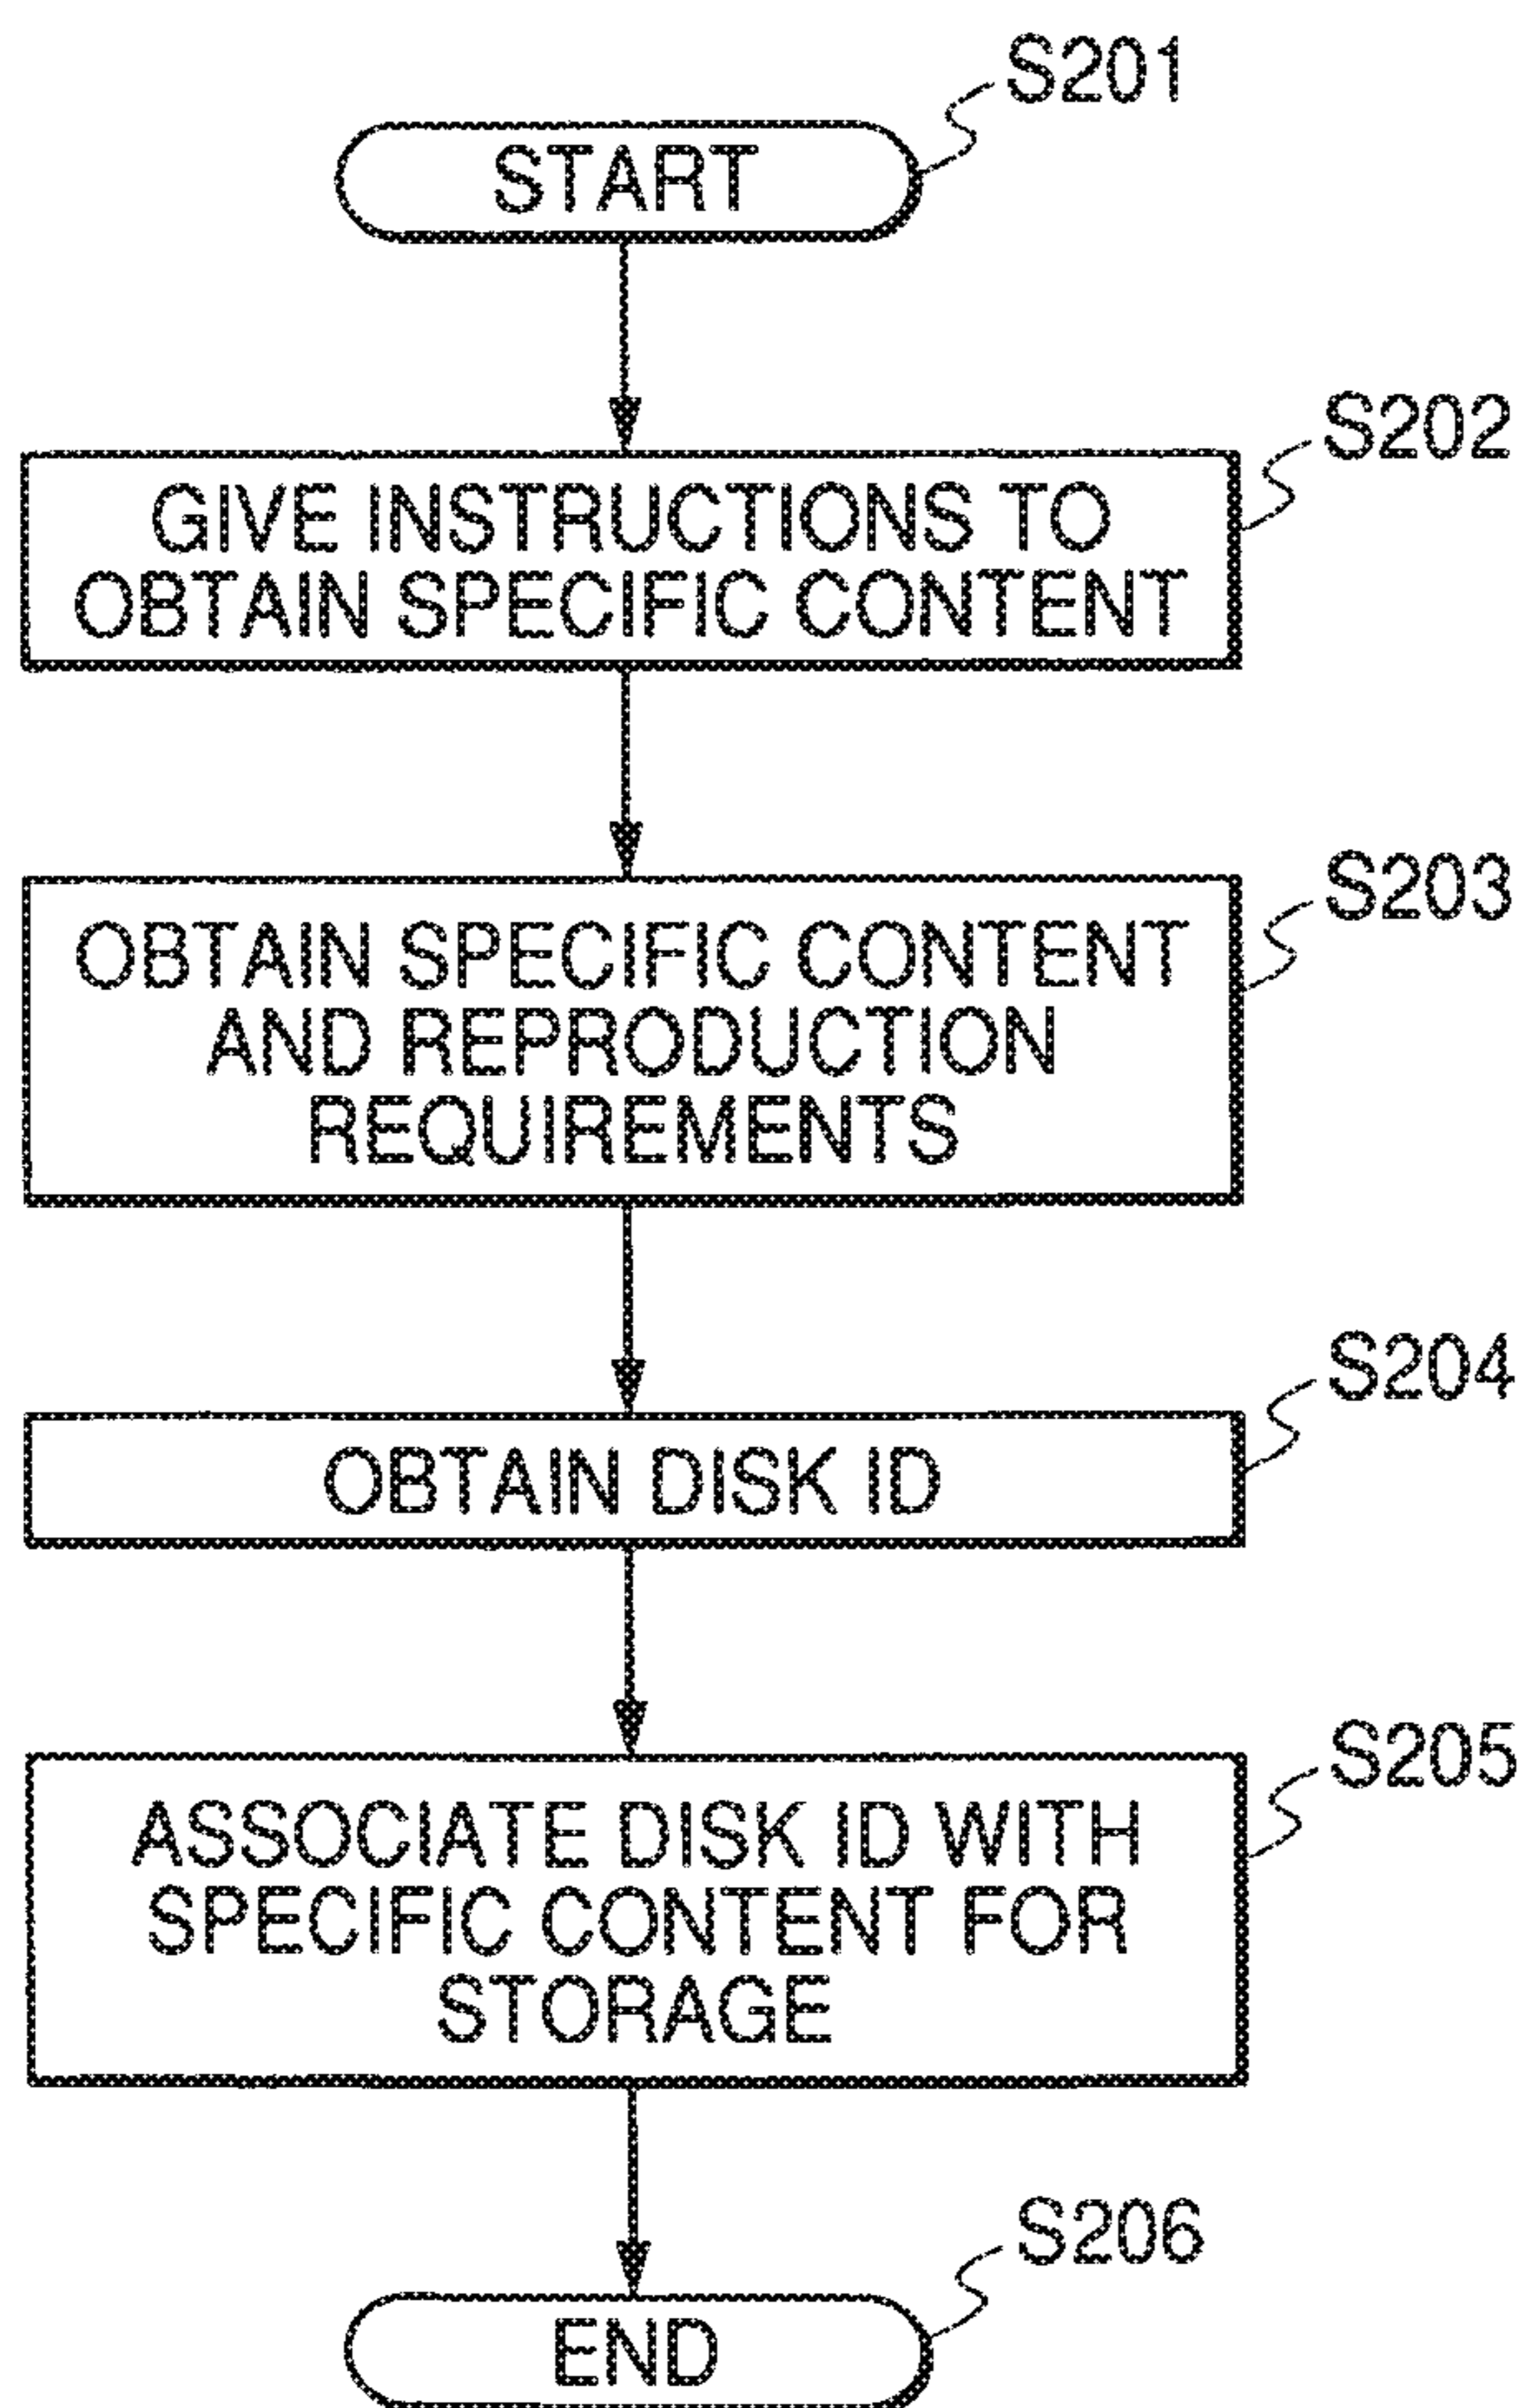 S201
START
S202
GIVE INSTRUCTIONS TO
OBTAIN SPECIFIC CONTENT
S203
OBTAIN SPECIFIC CONTENT
AND REPRODUCTION
REQUIREMENTS
S204
OBTAIN DISK ID
S205
ASSOCIATE DISK ID WITH
SPECIFIC CONTENT FOR
STORAGE
S206
END